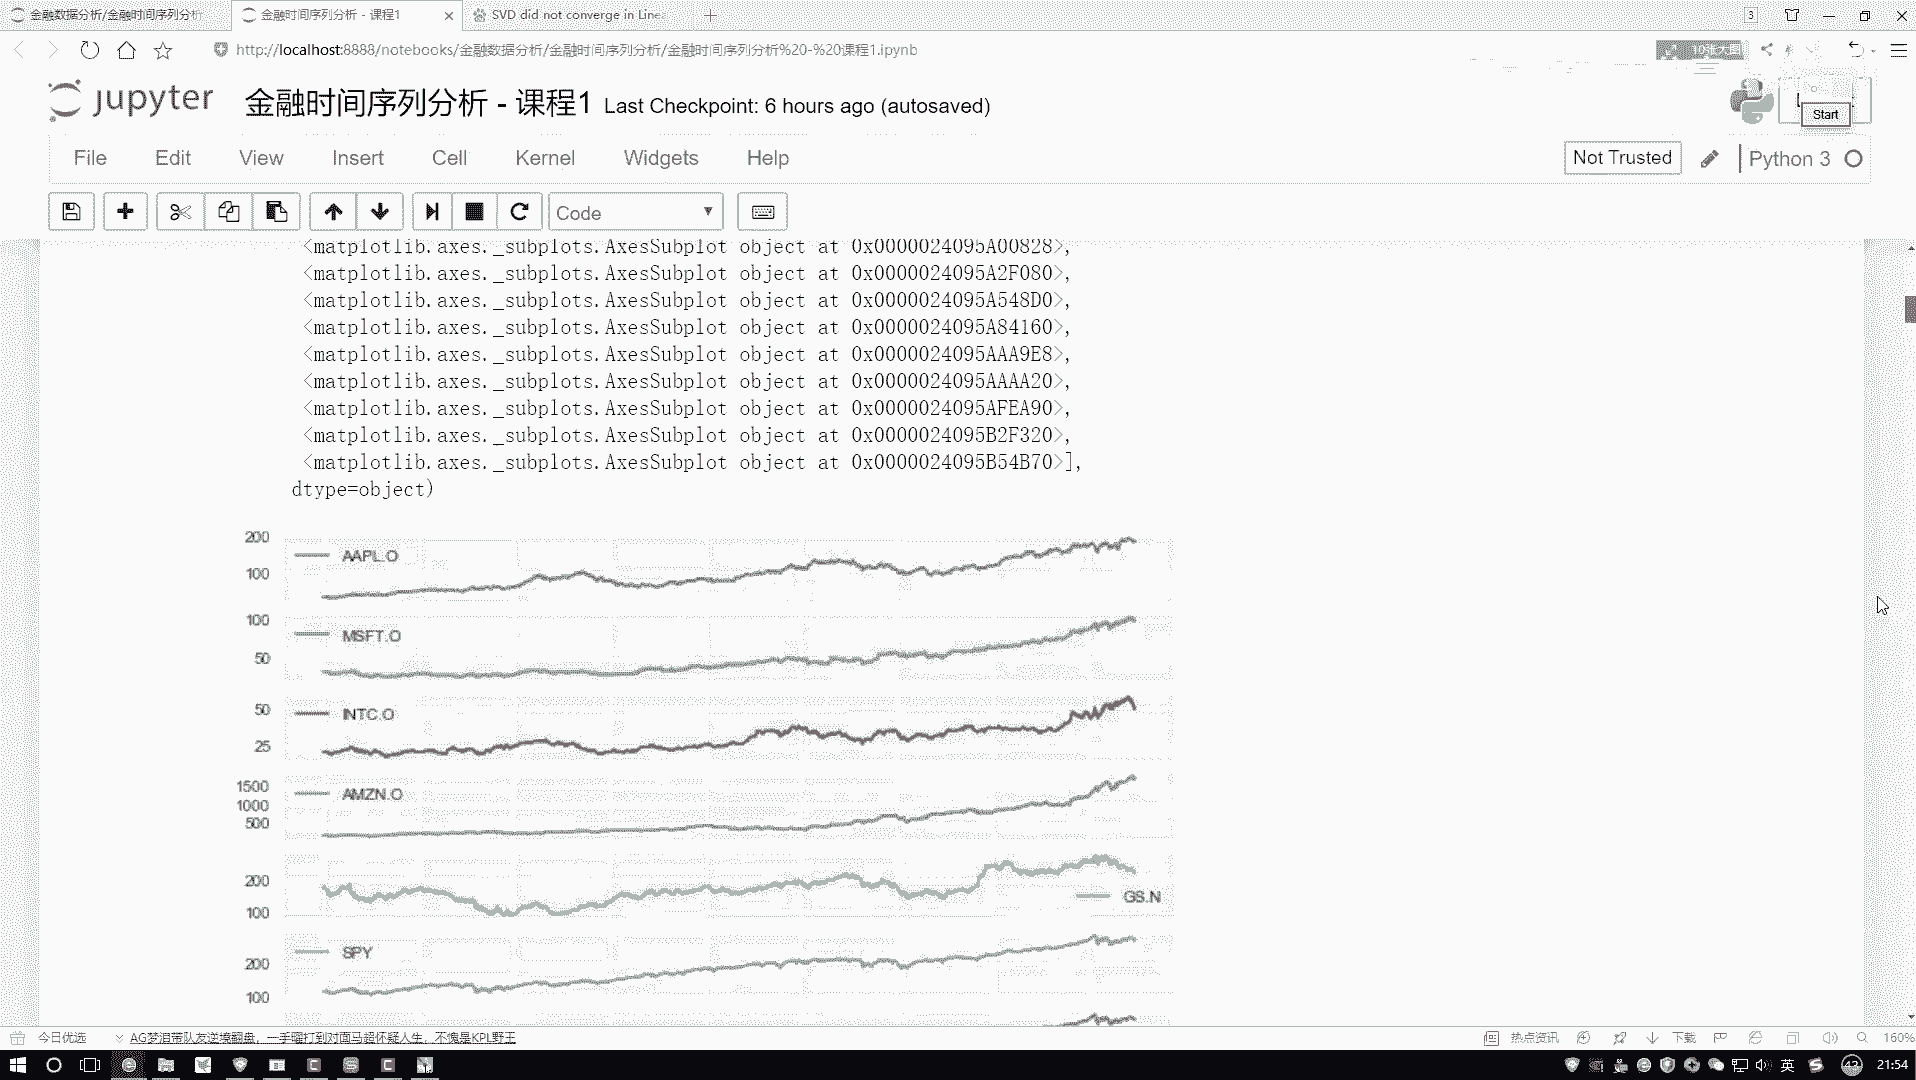 金融数据分析/金融时间序列分析
金融时间序列分析 - 课程1
SVD did not converge in Linea
3
http://localhost:8888/notebooks/金融数据分析/金融时间序列分析/金融时间序列分析%20-%20课程1.ipynb
10张大图
jupyter
金融时间序列分析 - 课程1
Last Checkpoint: 6 hours ago (autosaved)
Start
File
Edit
View
Insert
Cell
Kernel
Widgets
Help
Not Trusted
Python 3
Code
<matplotlib.axes._subplots.AxesSubplot object at 0x0000024095A00828>,
<matplotlib.axes._subplots.AxesSubplot object at 0x0000024095A2F080>,
<matplotlib.axes._subplots.AxesSubplot object at 0x0000024095A548D0>,
<matplotlib.axes._subplots.AxesSubplot object at 0x0000024095A84160>,
<matplotlib.axes._subplots.AxesSubplot object at 0x0000024095AAA9E8>,
<matplotlib.axes._subplots.AxesSubplot object at 0x0000024095AAAA20>,
<matplotlib.axes._subplots.AxesSubplot object at 0x0000024095AFEA90>,
<matplotlib.axes._subplots.AxesSubplot object at 0x0000024095B2F320>,
<matplotlib.axes._subplots.AxesSubplot object at 0x0000024095B54B70>],
dtype=object)
200
AAPL.O
100
100
MSFT.O
50
50
INTC.O
25
1500
AMZN.O
1000
500
200
GS.N
100
SPY
200
100
今日优选
AG梦泪带队友逆境翻盘，一手曜打到对面马超怀疑人生，不愧是KPL野王
热点资讯
下载
160%
英
43
21:54